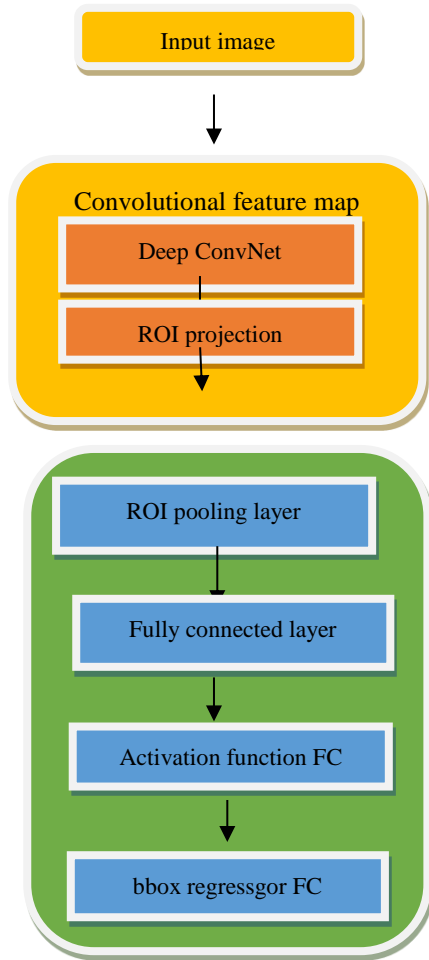 Input image
Convolutional feature map
Deep ConvNet
ROI projection
ROI pooling layer
Fully connected layer
Activation function FC
bbox regressgor FC